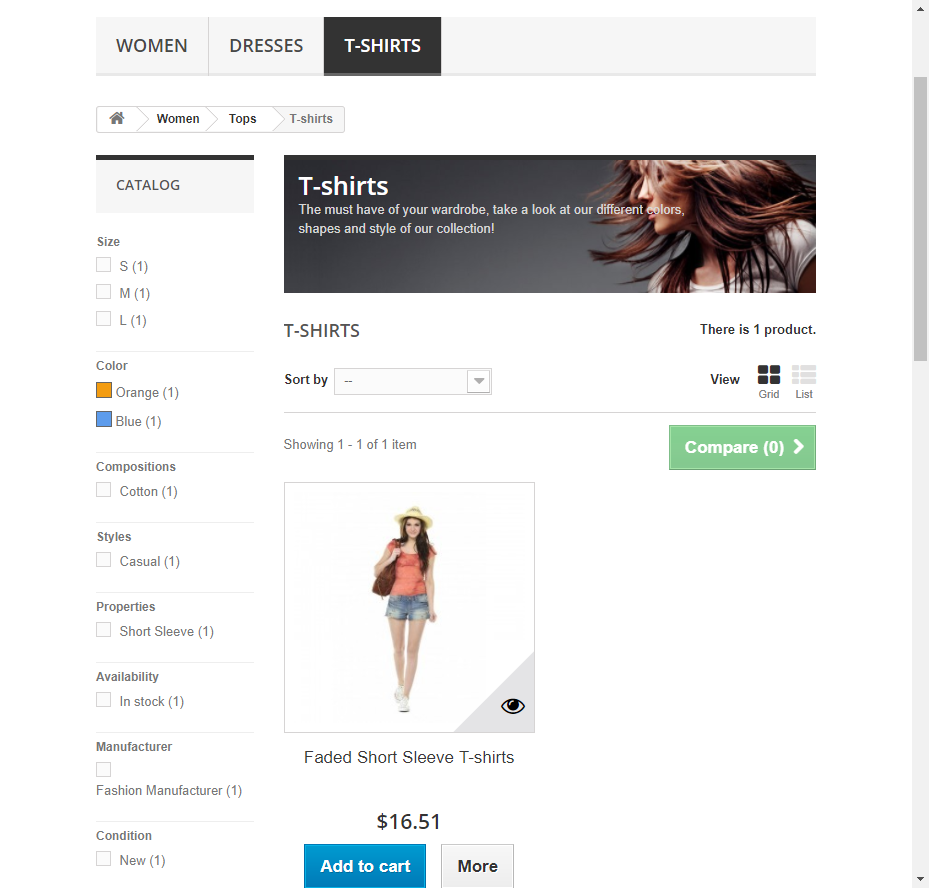 WOMEN DRESSES T-SHIRTS
Women Tops T-shirts
CATALOG
Size
S (1)
M (1)
L (1)
Color
Orange (1)
Blue (1)
Compositions
Cotton (1)
Styles
Casual (1)
Properties
Short Sleeve (1)
Availability
In stock (1)
Manufacturer
Fashion Manufacturer (1)
Condition
New (1)
T-shirts
The must have of your wardrobe, take a look at our different colors,
shapes and style of our collection!
T-SHIRTS There is 1 product.
Sort by -- View Grid List
Showing 1 - 1 of 1 item Compare (0)
Faded Short Sleeve T-shirts
$16.51
Add to cart More